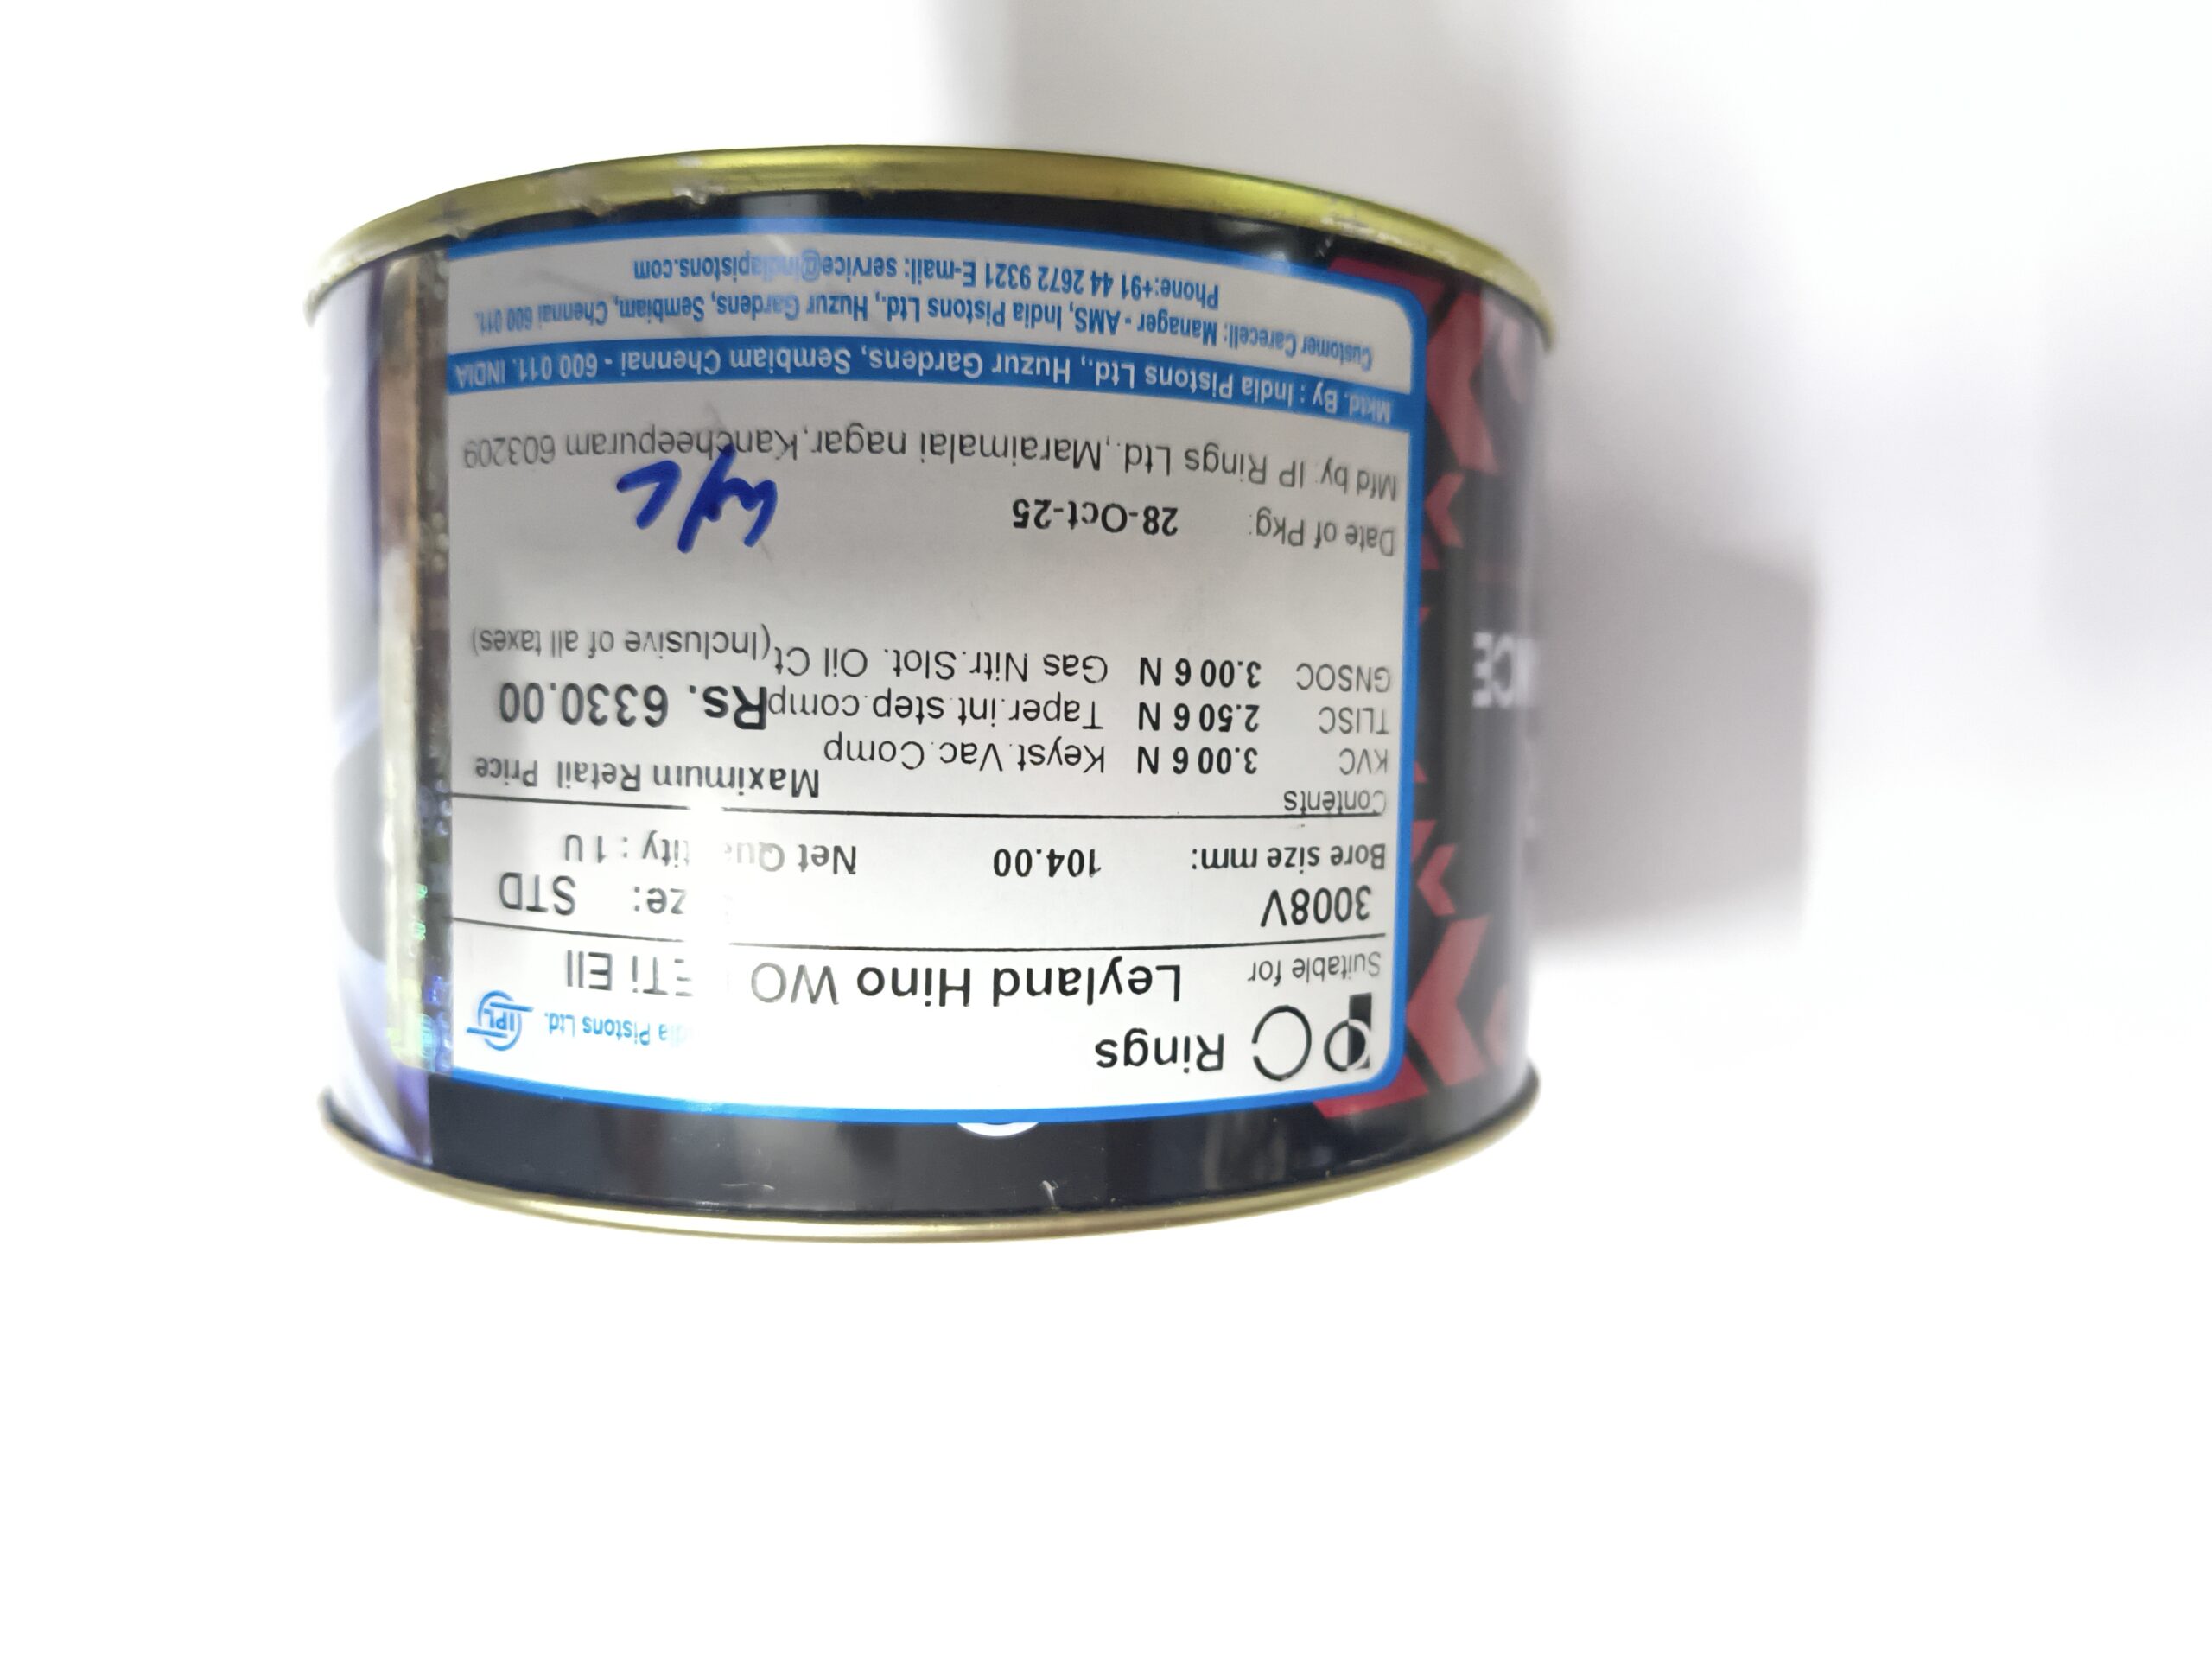 PC Rings
Pistons Ltd. IPL
Suitable for Leyland Hino WO ETi EII
3008V STD
Bore size mm: 104.00 Net Quantity : 1 U
Contents
Maximum Retail Price
KVC 3.00 6 N Keyst.Vac.Comp
TLISC 2.50 6 N Taper.int.step.comp Rs. 6330.00
GNSOC 3.00 6 N Gas Nitr.Slot. Oil Ct (Inclusive of all taxes)
Date of Pkg: 28-Oct-25
Mfd by: IP Rings Ltd.,Maraimalai nagar,Kancheepuram 603209
Mktd. By : India Pistons Ltd., Huzur Gardens, Sembiam Chennai - 600 011. INDIA
Customer Carecell: Manager - AMS, India Pistons Ltd., Huzur Gardens, Sembiam, Chennai 600 011.
Phone:+91 44 2672 9321 E-mail: service@indiapistons.com